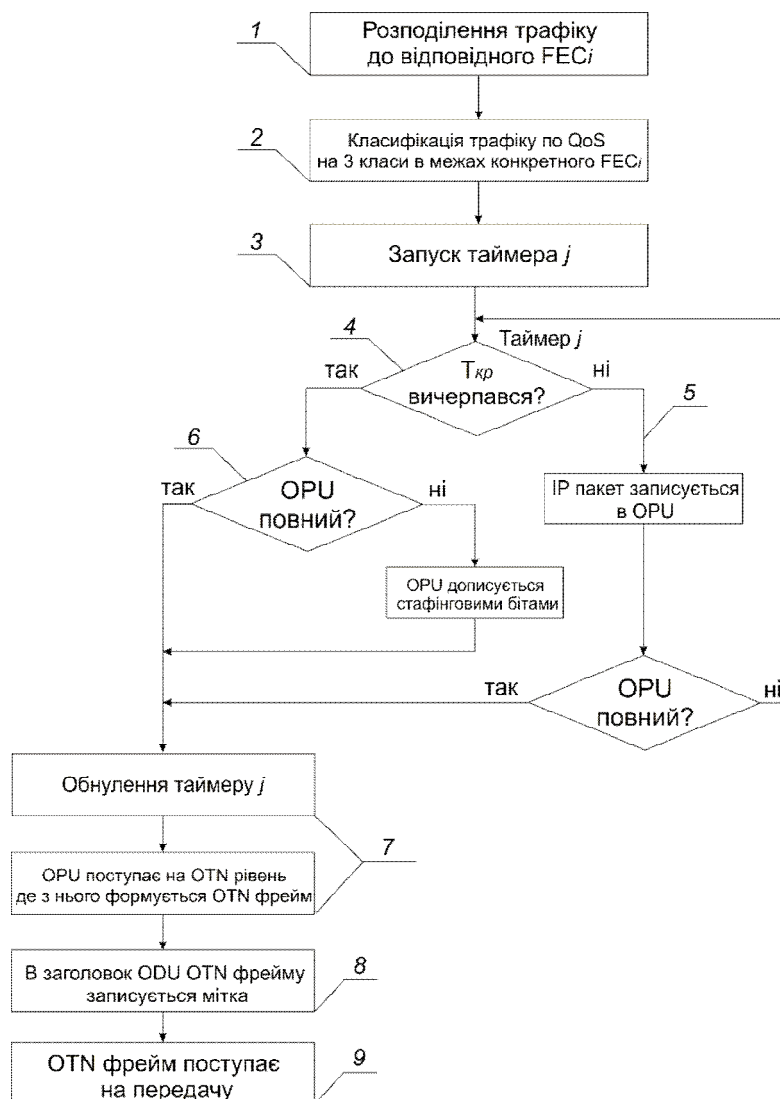 1
Розподілення трафіку
до відповідного FECi
2
Класифікація трафіку по QoS
на 3 класи в межах конкретного FECi
3
Запуск таймера j
4
Таймер j
так
Tкр
вичерпався?
ні
5
6
так
OPU
повний?
ні
IP пакет записується
в OPU
OPU дописується
стафінговими бітами
так
OPU
повний?
ні
Обнулення таймеру j
7
OPU поступає на OTN рівень
де з нього формується OTN фрейм
В заголовок ODU OTN фрейму
записується мітка
8
OTN фрейм поступає
на передачу
9